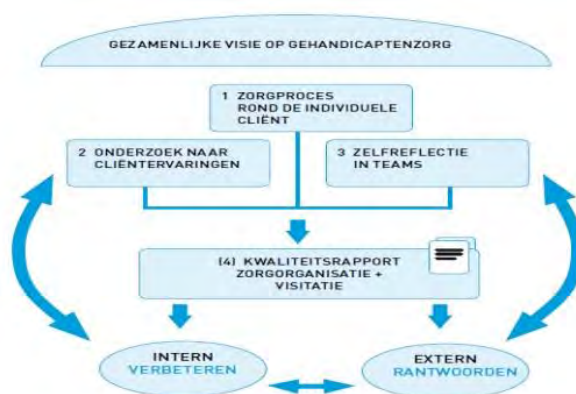 GEZAMENLIJKE VISIE OP GEHANDICAPTENZORG
1 ZORGPROCES
ROND DE INDIVIDUELE
CLIËNT
2 ONDERZOEK NAAR
CLIËNTERVARINGEN
3 ZELFREFLECTIE
IN TEAMS
(4) KWALITEITSRAPPORT
ZORGORGANISATIE +
VISITATIE
INTERN
VERBETEREN
EXTERN
RANTWOORDEN